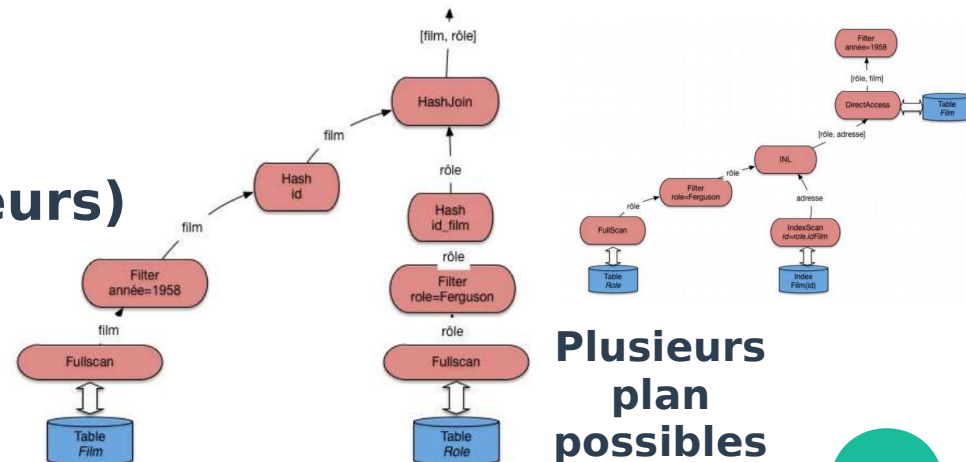 eurs)
[film, rôle]
HashJoin
film
rôle
Hash
id
Hash
id_film
film
rôle
Filter
année=1958
Filter
role=Ferguson
film
rôle
Fullscan
Fullscan
Table
Film
Table
Role
Filter
année=1958
[rôle, film]
DirectAccess
Table
Film
[rôle, adresse]
INL
rôle
Filter
role=Ferguson
adresse
rôle
FullScan
IndexScan
id=role.idFilm
Table
Role
Index
Film(id)
Plusieurs
plan
possibles